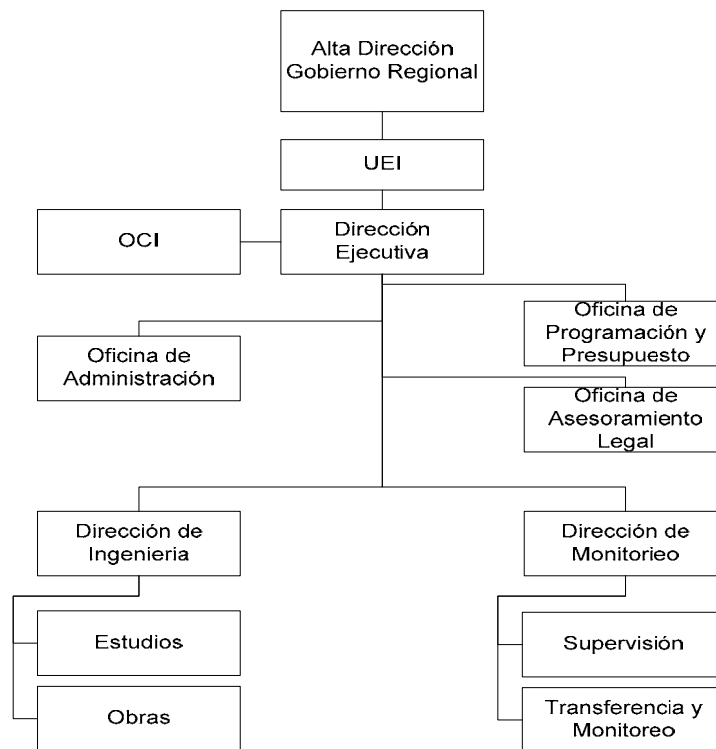 Alta Dirección
Gobierno Regional
UEI
OCI
Dirección
Ejecutiva
Oficina de
Programación y
Presupuesto
Oficina de
Administración
Oficina de
Asesoramiento
Legal
Dirección de
Ingenieria
Dirección de
Monitorieo
Estudios
Supervisión
Obras
Transferencia y
Monitoreo